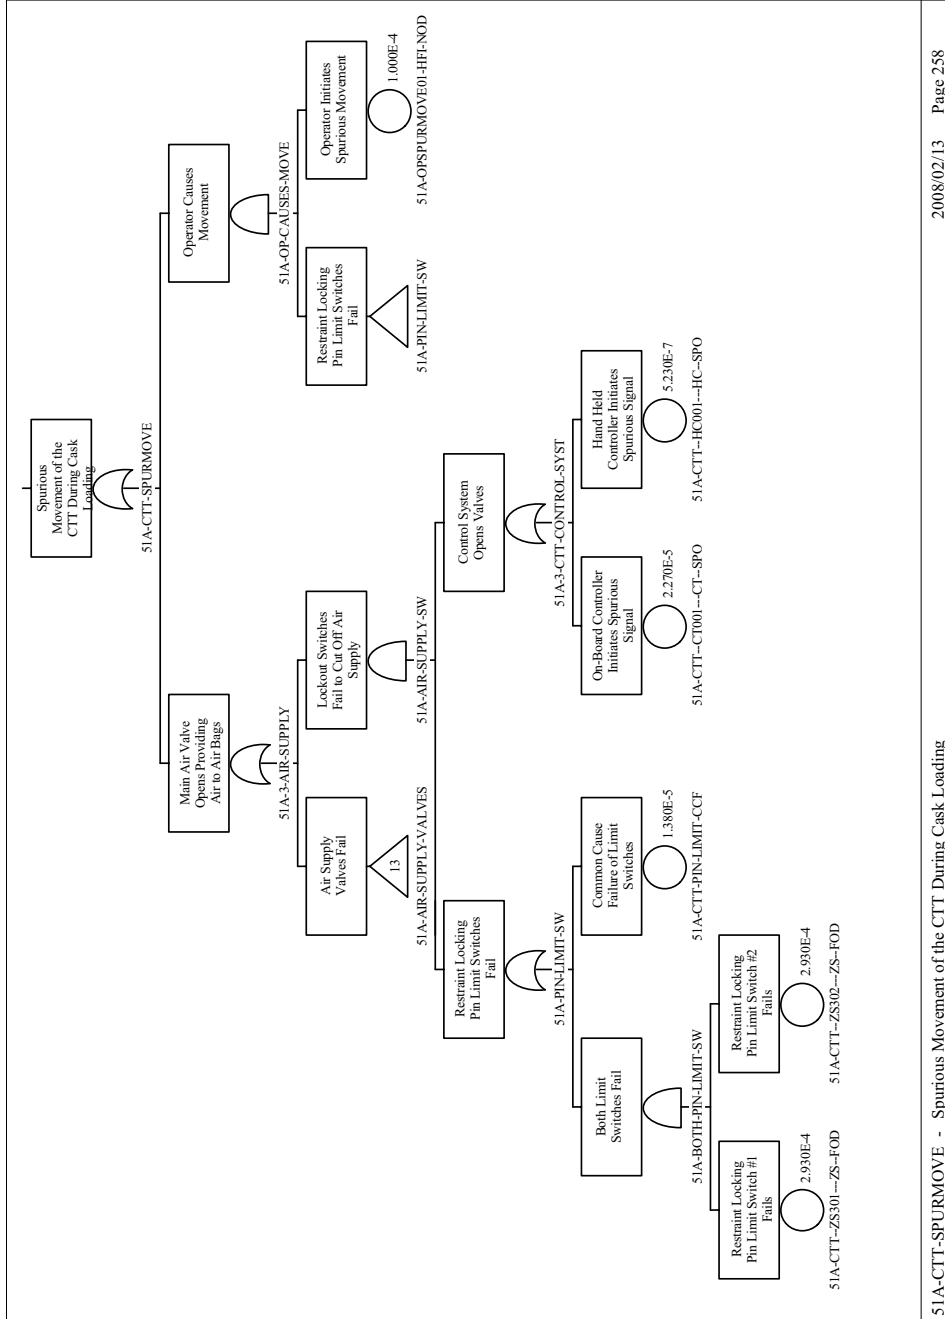 Spurious
Movement of the
CTT During Cask
Loading
51A-CTT-SPURMOVE
Main Air Valve
Opens Providing
Air to Air Bags
51A-3-AIR-SUPPLY
Operator Causes
Movement
51A-OP-CAUSES-MOVE
Air Supply
Valves Fail
13
51A-AIR-SUPPLY-VALVES
Lockout Switches
Fail to Cut Off Air
Supply
51A-AIR-SUPPLY-SW
Restraint Locking
Pin Limit Switches
Fail
51A-PIN-LIMIT-SW
Operator Initiates
Spurious Movement
1.000E-4
51A-OPSPURMOVE01-HFI-NOD
Restraint Locking
Pin Limit Switches
Fail
51A-PIN-LIMIT-SW
Control System
Opens Valves
51A-3-CTT-CONTROL-SYST
Both Limit
Switches Fail
51A-BOTH-PIN-LIMIT-SW
Common Cause
Failure of Limit
Switches
1.380E-5
51A-CTT-PIN-LIMIT-CCF
On-Board Controller
Initiates Spurious
Signal
2.270E-5
51A-CTT--CT001---CT--SPO
Hand Held
Controller Initiates
Spurious Signal
5.230E-7
51A-CTT--HC001---HC--SPO
Restraint Locking
Pin Limit Switch #1
Fails
2.930E-4
51A-CTT--ZS301---ZS--FOD
Restraint Locking
Pin Limit Switch #2
Fails
2.930E-4
51A-CTT--ZS302---ZS--FOD
51A-CTT-SPURMOVE - Spurious Movement of the CTT During Cask Loading
2008/02/13 Page 258